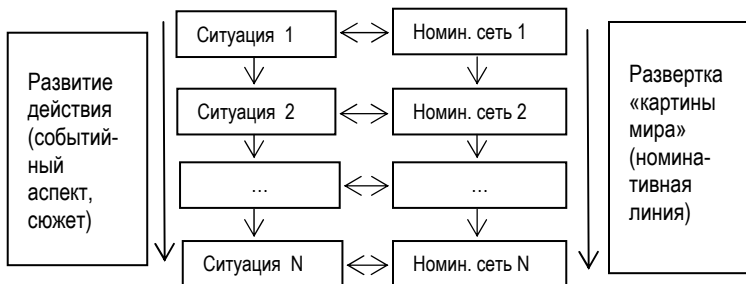 Развитие
действия
(событий-
ный
аспект,
сюжет)
Ситуация 1
Номин. сеть 1
Ситуация 2
Номин. сеть 2
...
...
Ситуация N
Номин. сеть N
Развертка
«картины
мира»
(номина-
тивная
линия)